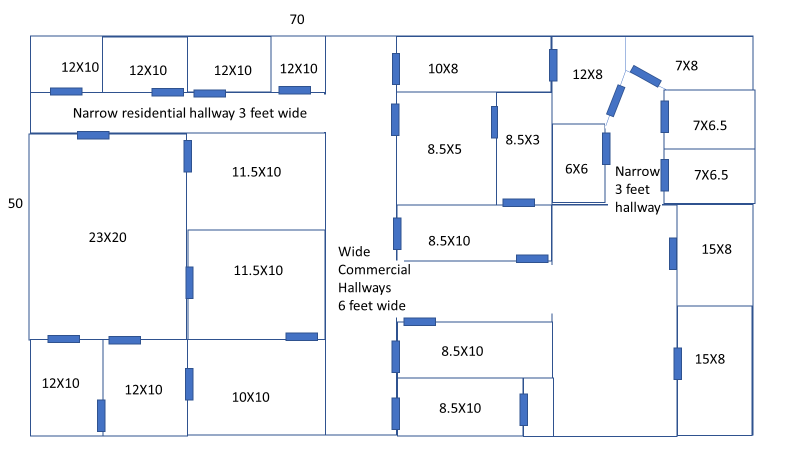 70
12X10
12X10
12X10
12X10
10X8
12X8
7X8
Narrow residential hallway 3 feet wide
7X6.5
8.5X5
8.5X3
11.5X10
6X6
Narrow
3 feet
hallway
7X6.5
50
23X20
8.5X10
15X8
Wide
Commercial
Hallways
6 feet wide
11.5X10
8.5X10
15X8
12X10
12X10
10X10
8.5X10